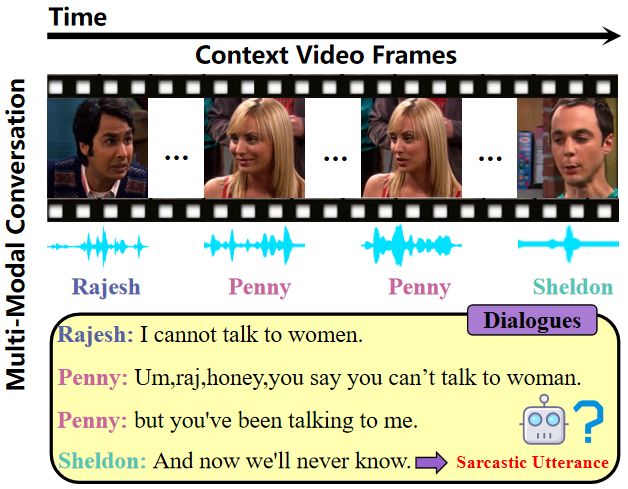 Time
Context Video Frames
Multi-Modal Conversation
... ... ...
Rajesh Penny Penny Sheldon
Dialogues
Rajesh: I cannot talk to women.
Penny: Um,raj,honey,you say you can’t talk to woman.
Penny: but you've been talking to me.
?
Sheldon: And now we'll never know. Sarcastic Utterance